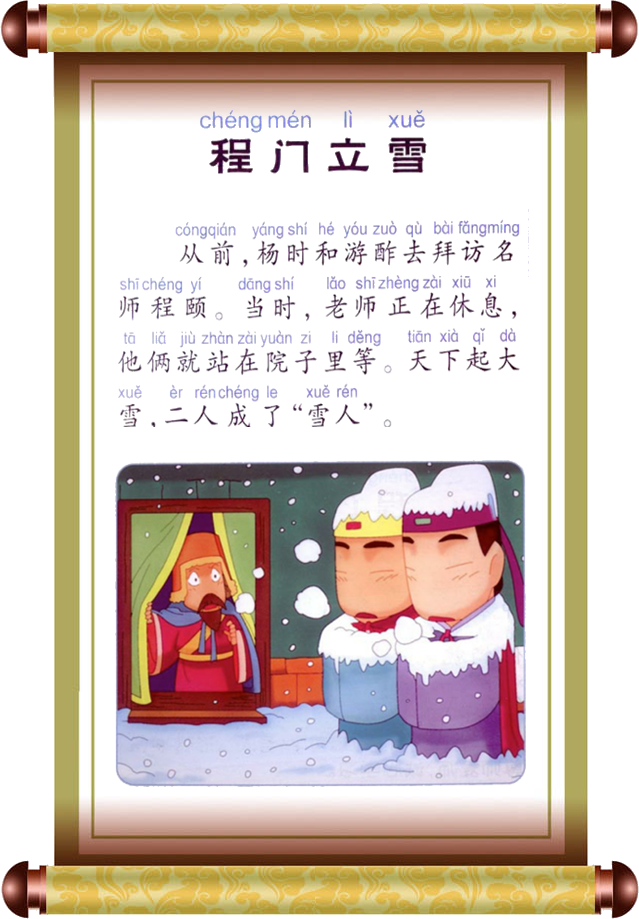 chéng mén lì xuě
程门立雪
cóngqián yáng shí hé yóu zuò qù bài fǎngmíng
从前，杨时和游酢去拜访名
shī chéng yí dāng shí lǎo shī zhèng zài xiū xi
师程颐。当时，老师正在休息，
tā liǎ jiù zhàn zài yuàn zi li děng tiān xià qǐ dà
他俩就站在院子里等。天下起大
xuě èr rén chéng le xuě rén
雪，二人成了“雪人”。